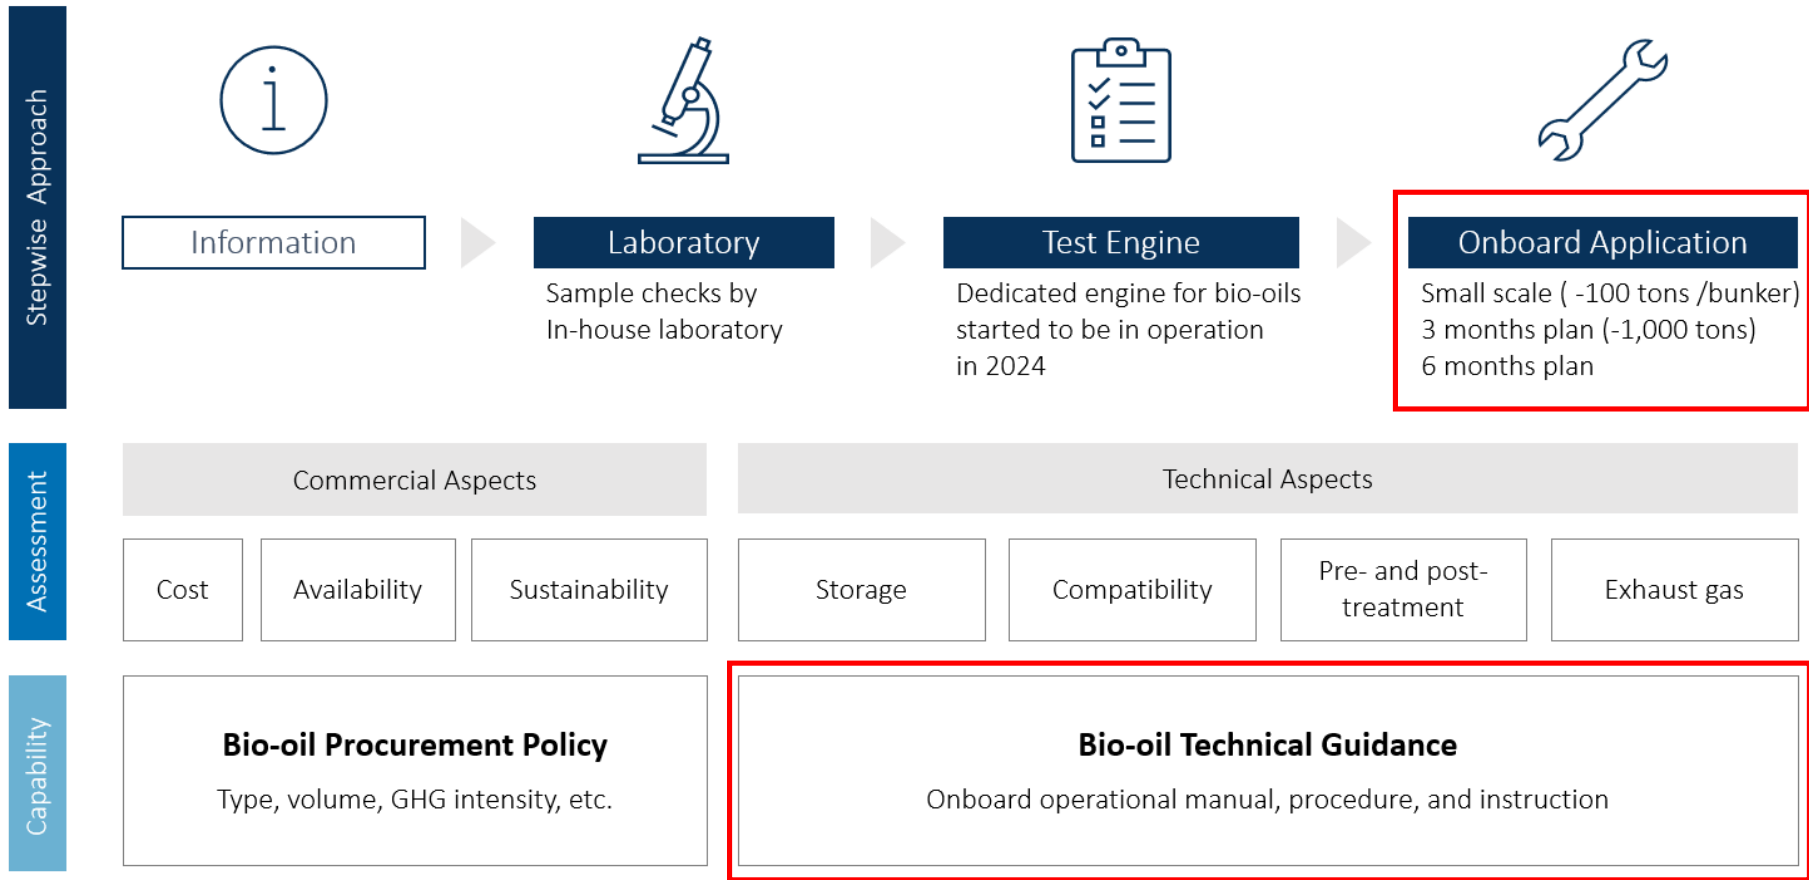 Stepwise Approach
Information
Laboratory
Sample checks by
In-house laboratory
Test Engine
Dedicated engine for bio-oils
started to be in operation
in 2024
Onboard Application
Small scale ( -100 tons /bunker)
3 months plan (-1,000 tons)
6 months plan
Assessment
Commercial Aspects
Technical Aspects
Cost
Availability
Sustainability
Storage
Compatibility
Pre- and post-
treatment
Exhaust gas
Capability
Bio-oil Procurement Policy
Type, volume, GHG intensity, etc.
Bio-oil Technical Guidance
Onboard operational manual, procedure, and instruction